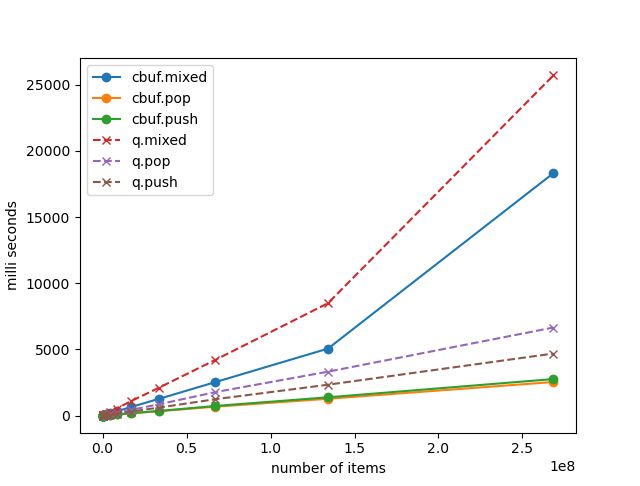 cbuf.mixed
cbuf.pop
cbuf.push
q.mixed
q.pop
q.push
25000
20000
15000
10000
5000
0
milli seconds
0.0 0.5 1.0 1.5 2.0 2.5
1e8
number of items